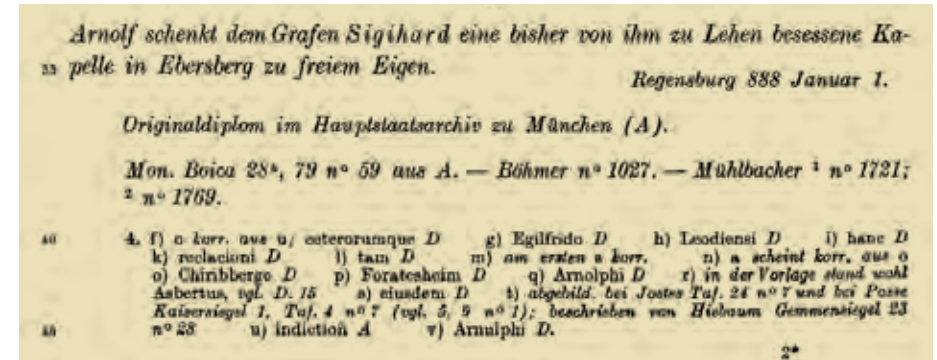 Arnolf schenkt dem Grafen Sigihard eine bisher von ihm zu Lehen besessene Ka-
35 pelle in Ebersberg zu freiem Eigen.
Regensburg 888 Januar 1.
Originaldiplom im Hauptstaatsarchiv zu München (A).
Mon. Boica 28ᵃ, 79 nº 59 aus A. — Böhmer nº 1027. — Mühlbacher ¹ nº 1721;
² nº 1769.
40 4. f) o korr. aus u; ceterorumque D g) Egilfrido D h) Leodiensi D i) hanc D
k) reclacioni D l) tam D m) am ersten a korr. n) a scheint korr. aus o
o) Chiribbergo D p) Foratesheim D q) Arnolphi D r) in der Vorlage stand wohl
Asbertus, vgl. D. 15 s) eiusdem D t) abgebild. bei Jostes Taf. 24 nº 7 und bei Posse
Kaisersiegel 1, Taf. 4 nº 7 (vgl. 5, 9 nº 1); beschrieben von Hiebaum Gemmensiegel 23
45 nº 28 u) indiction A v) Arnulphi D.
2*